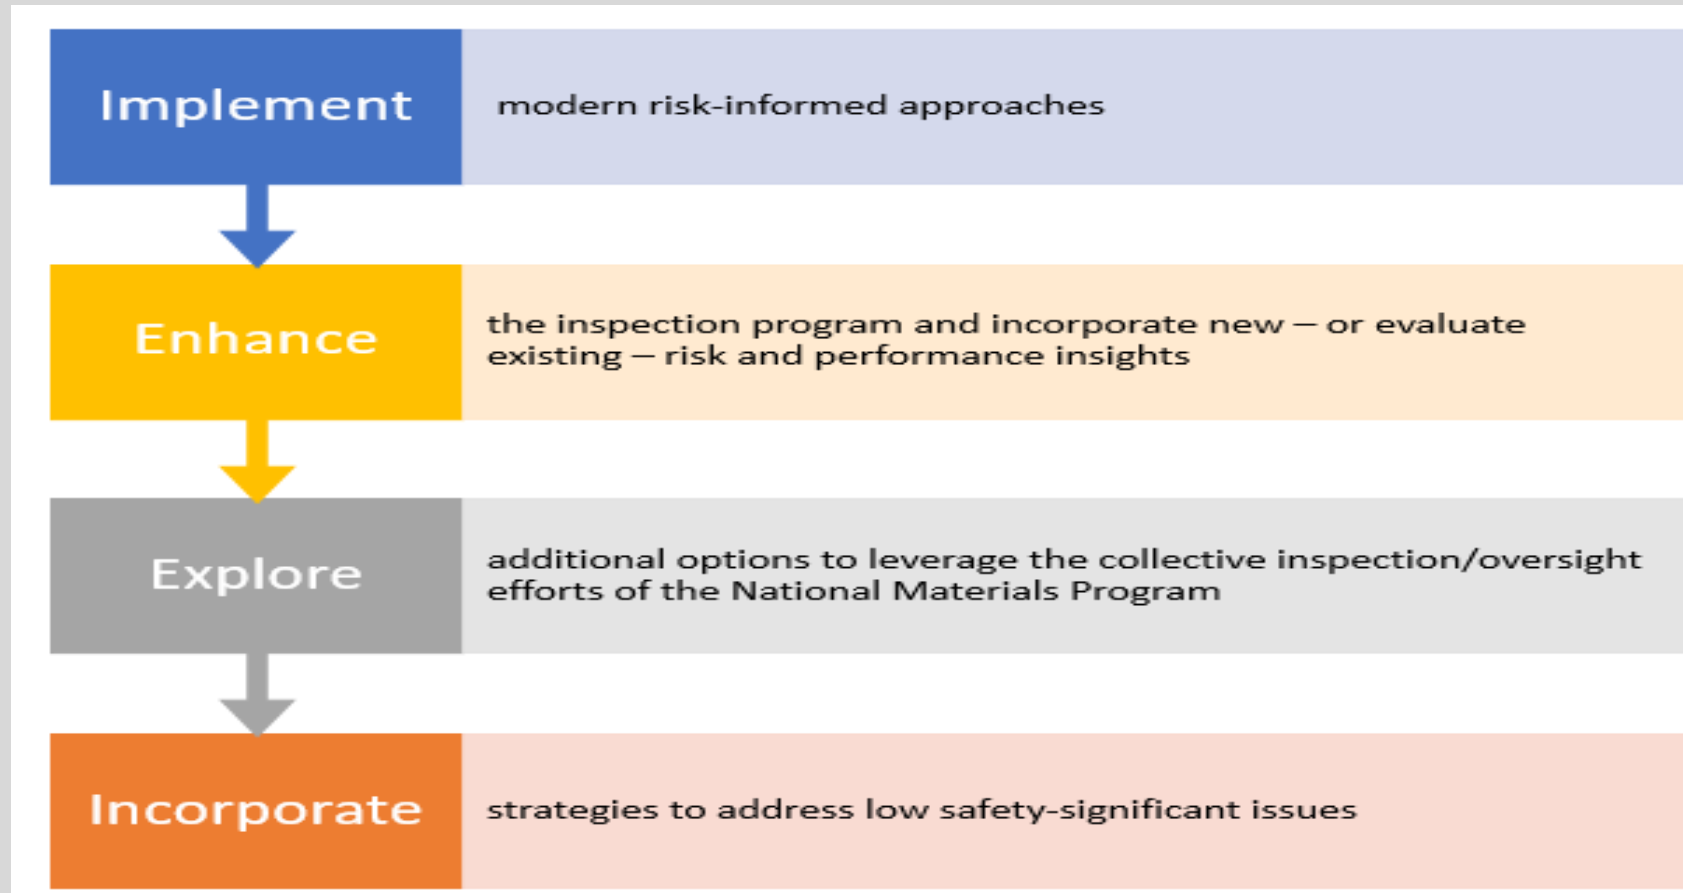 Implement
modern risk-informed approaches
Enhance
the inspection program and incorporate new – or evaluate
existing – risk and performance insights
Explore
additional options to leverage the collective inspection/oversight
efforts of the National Materials Program
Incorporate
strategies to address low safety-significant issues